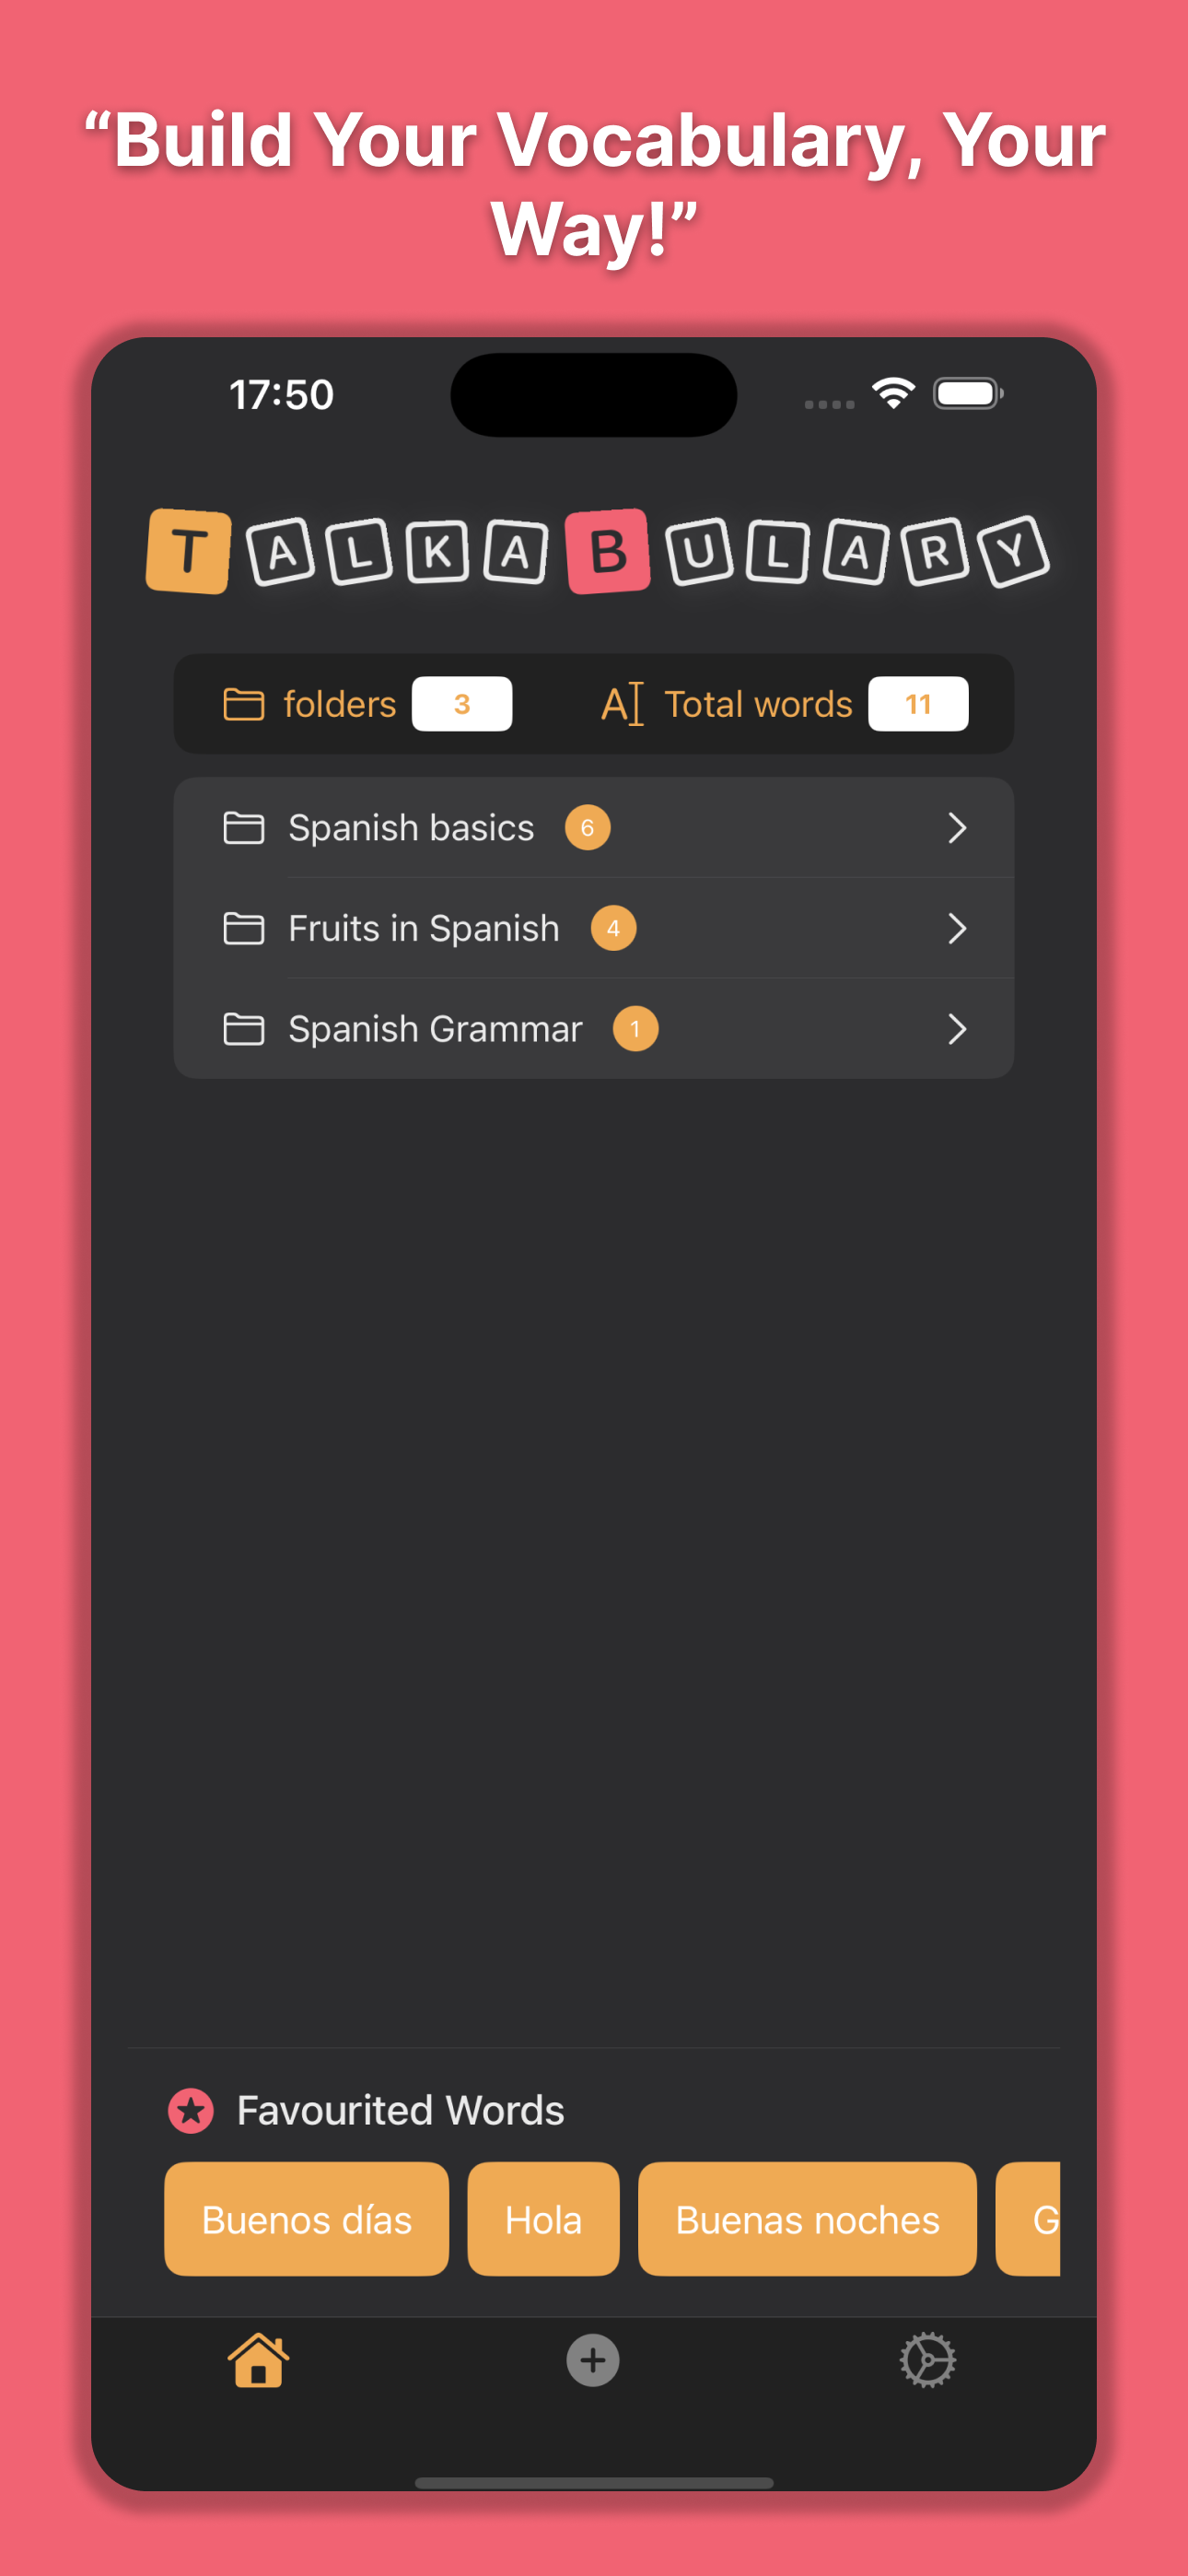 “Build Your Vocabulary, Your
Way!”
17:50
TALKABULARY
folders 3 Total words 11
Spanish basics 6
Fruits in Spanish 4
Spanish Grammar 1
Favourited Words
Buenos días Hola Buenas noches G